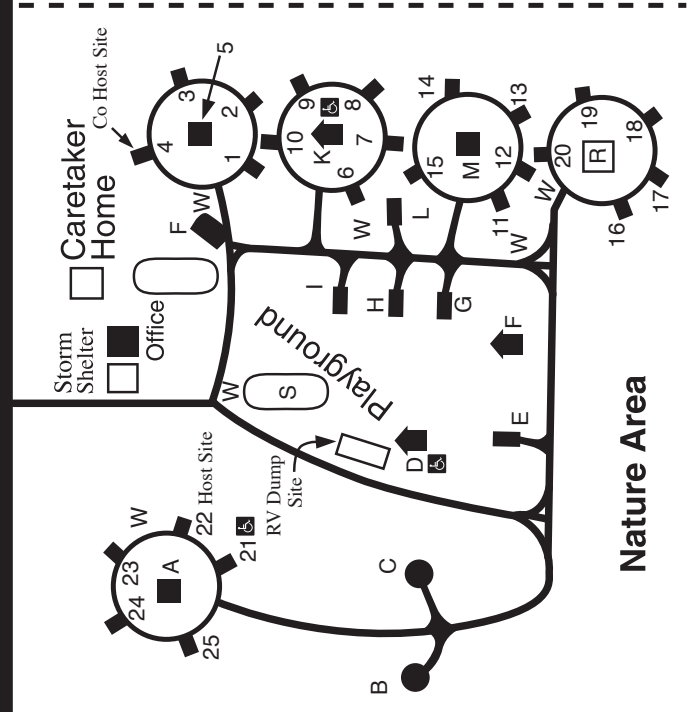 Co Host Site
5
3
4
2
1
9
10
8
K
7
6
14
13
15
M
12
11
19
20
R
18
17
16
W
W
W
W
Caretaker
Home
F
Storm
Shelter
Office
L
I
H
G
Playground
W
S
F
RV Dump
Site
D
E
Nature Area
W
22 Host Site
21
23
A
24
25
C
B